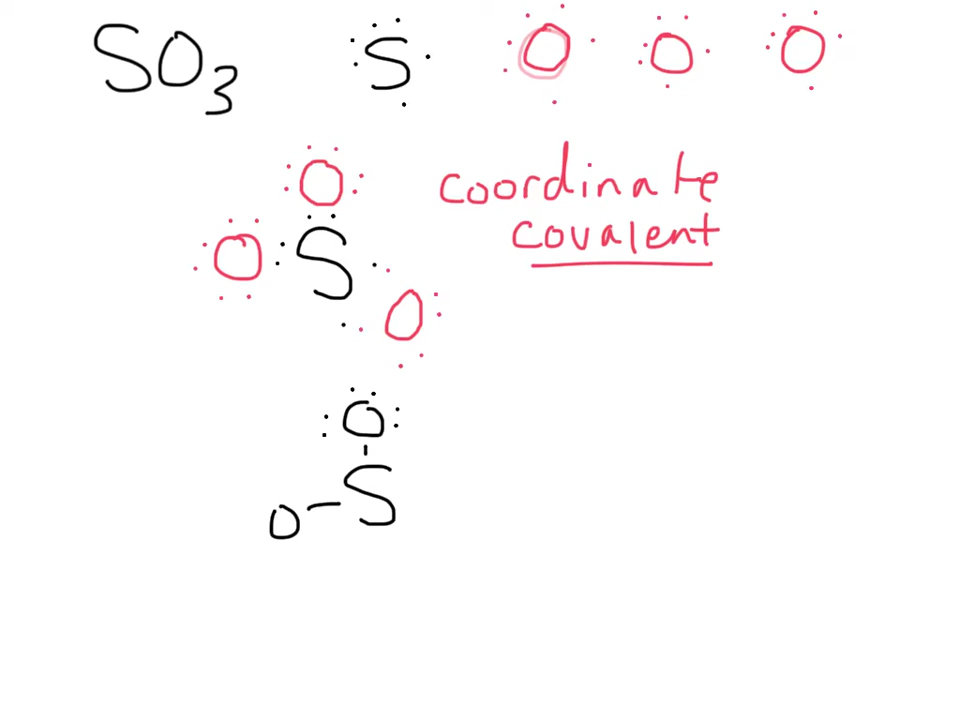 SO3 S O O O
coordinate
covalent
O
O S
O
O
O-S